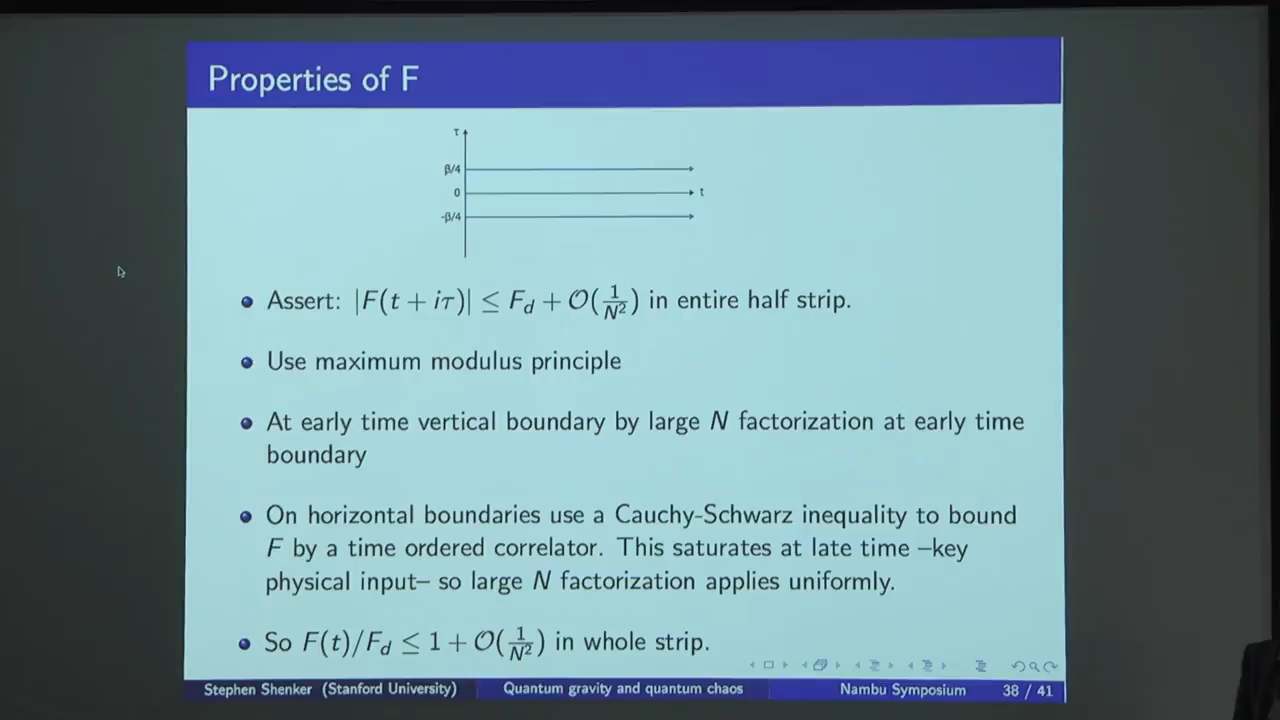 Properties of F
τ
β/4
0
t
-β/4
Assert: |F(t + iτ)| ≤ F_d + 𝒪(1/N²) in entire half strip.
Use maximum modulus principle
At early time vertical boundary by large N factorization at early time
boundary
On horizontal boundaries use a Cauchy-Schwarz inequality to bound
F by a time ordered correlator. This saturates at late time –key
physical input– so large N factorization applies uniformly.
So F(t)/F_d ≤ 1 + 𝒪(1/N²) in whole strip.
Stephen Shenker (Stanford University) Quantum gravity and quantum chaos Nambu Symposium 38 / 41